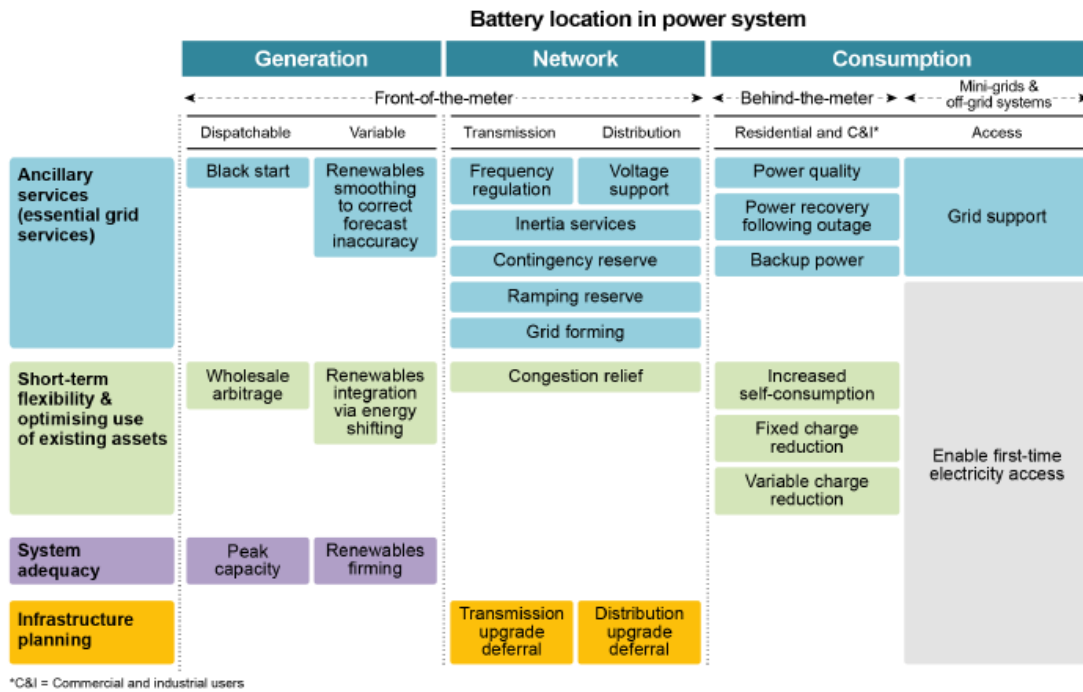 Battery location in power system
Generation
Network
Consumption
Front-of-the-meter
Behind-the-meter
Mini-grids &
off-grid systems
Dispatchable
Variable
Transmission
Distribution
Residential and C&I*
Access
Ancillary
services
(essential grid
services)
Black start
Renewables
smoothing
to correct
forecast
inaccuracy
Frequency
regulation
Voltage
support
Inertia services
Contingency reserve
Ramping reserve
Grid forming
Power quality
Power recovery
following outage
Backup power
Grid support
Short-term
flexibility &
optimising use
of existing assets
Wholesale
arbitrage
Renewables
integration
via energy
shifting
Congestion relief
Increased
self-consumption
Fixed charge
reduction
Variable charge
reduction
Enable first-time
electricity access
System
adequacy
Peak
capacity
Renewables
firming
Infrastructure
planning
Transmission
upgrade
deferral
Distribution
upgrade
deferral
*C&I = Commercial and industrial users